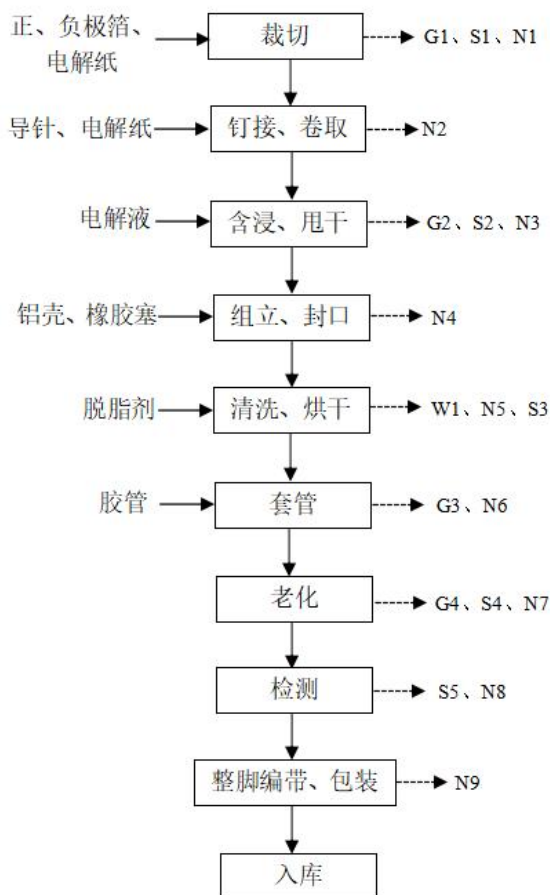 正、负极箔、
电解纸
裁切
G1、S1、N1
导针、电解纸
钉接、卷取
N2
电解液
含浸、甩干
G2、S2、N3
铝壳、橡胶塞
组立、封口
N4
脱脂剂
清洗、烘干
W1、N5、S3
胶管
套管
G3、N6
老化
G4、S4、N7
检测
S5、N8
整脚编带、包装
N9
入库